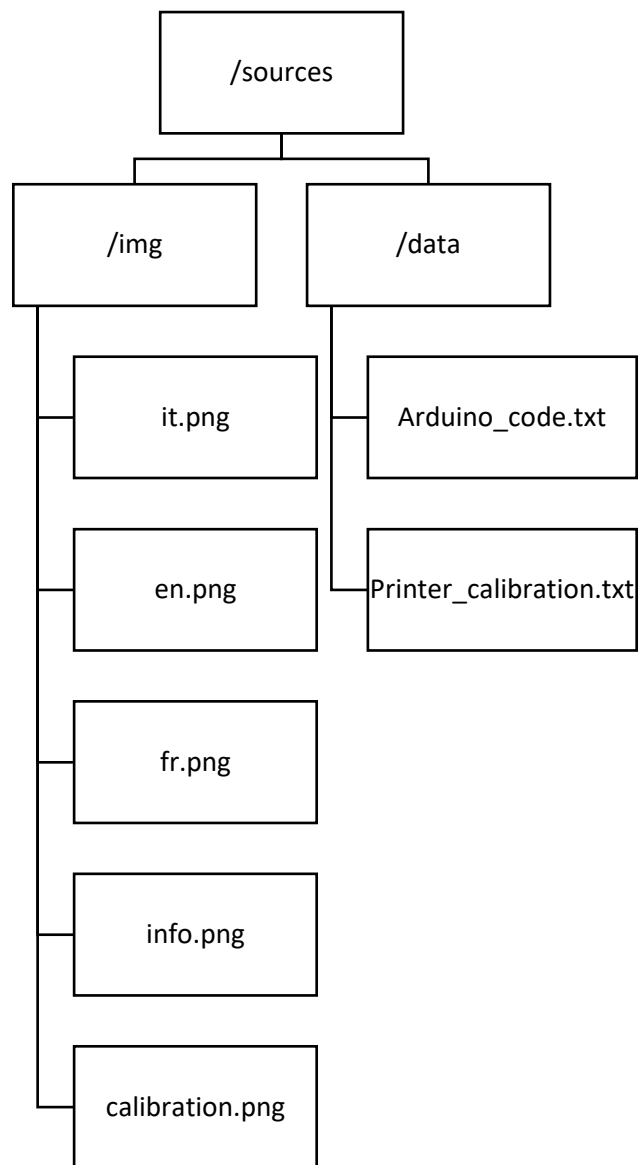 /sources
/img
/data
it.png
Arduino_code.txt
en.png
Printer_calibration.txt
fr.png
info.png
calibration.png